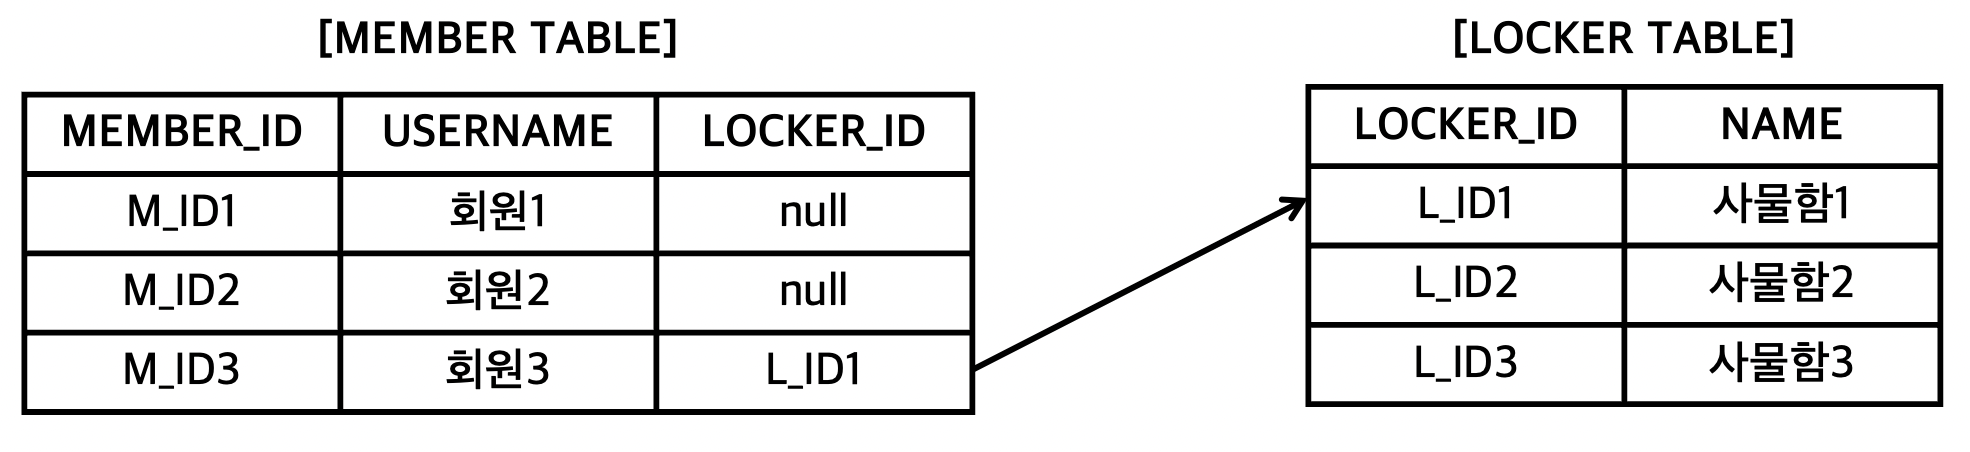 [MEMBER TABLE]
MEMBER_ID USERNAME LOCKER_ID
M_ID1 회원1 null
M_ID2 회원2 null
M_ID3 회원3 L_ID1
[LOCKER TABLE]
LOCKER_ID NAME
L_ID1 사물함1
L_ID2 사물함2
L_ID3 사물함3